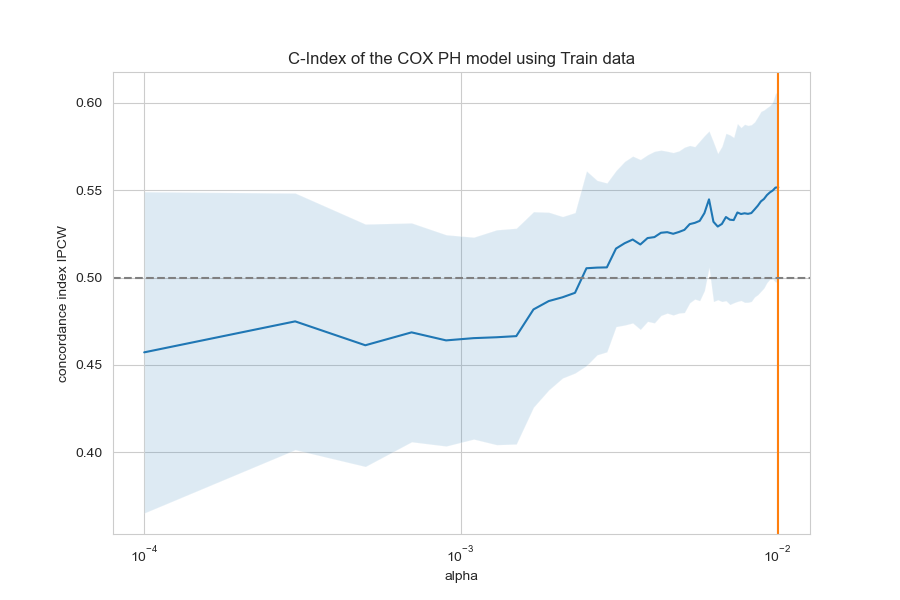 C-Index of the COX PH model using Train data
concordance index IPCW
0.60
0.55
0.50
0.45
0.40
10⁻⁴
10⁻³
10⁻²
alpha